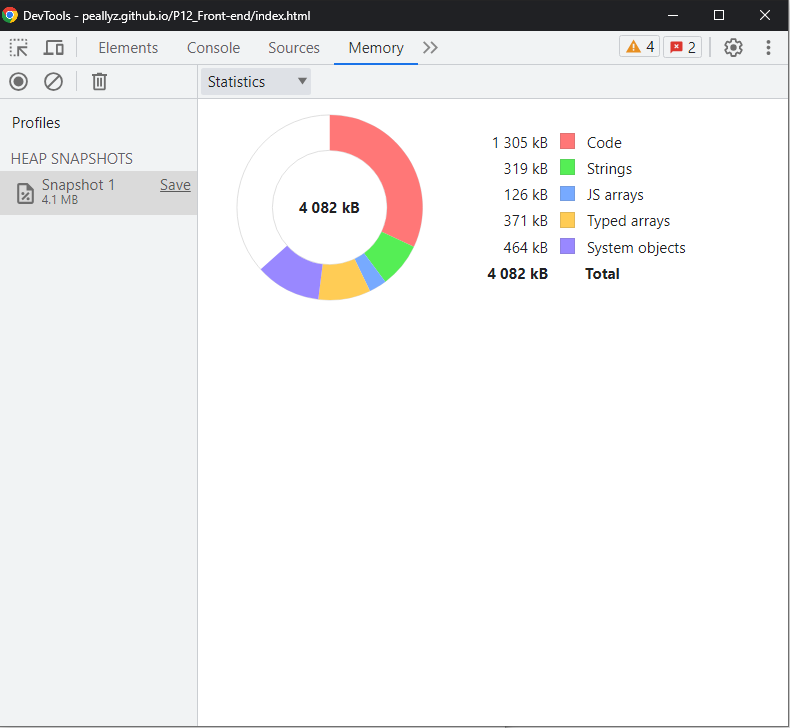 DevTools - peallyz.github.io/P12_Front-end/index.html
Elements Console Sources Memory 4 2
Statistics
Profiles
HEAP SNAPSHOTS
Snapshot 1 Save
4.1 MB
4 082 kB
1 305 kB Code
319 kB Strings
126 kB JS arrays
371 kB Typed arrays
464 kB System objects
4 082 kB Total